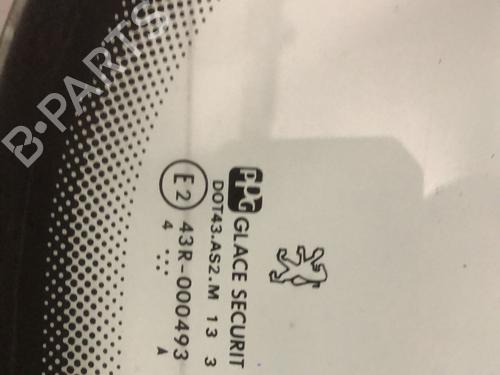 B-PARTS
PPG GLACE SECURIT
DOT43.AS2.M 13 3
E2 43R-000493
4 ... A
..